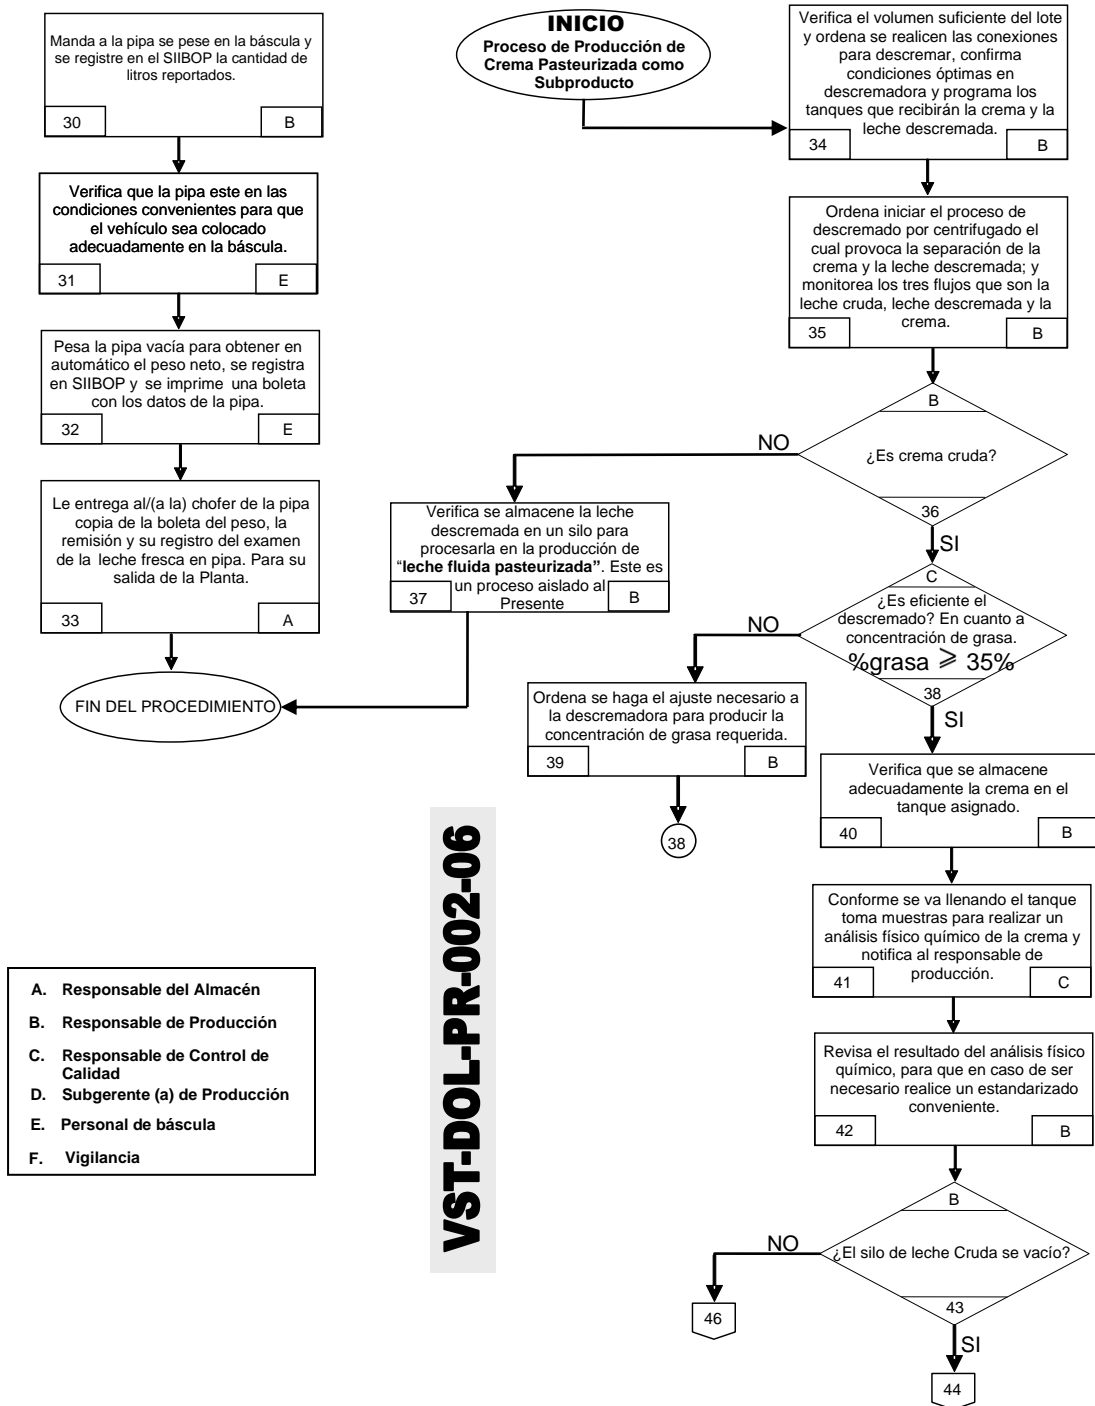 Manda a la pipa se pese en la báscula y
se registre en el SIIBOP la cantidad de
litros reportados.
30
B
Verifica que la pipa este en las
condiciones convenientes para que
el vehículo sea colocado
adecuadamente en la báscula.
31
E
Pesa la pipa vacía para obtener en
automático el peso neto, se registra
en SIIBOP y se imprime una boleta
con los datos de la pipa.
32
E
Le entrega al/(a la) chofer de la pipa
copia de la boleta del peso, la
remisión y su registro del examen
de la leche fresca en pipa. Para su
salida de la Planta.
33
A
FIN DEL PROCEDIMIENTO
INICIO
Proceso de Producción de
Crema Pasteurizada como
Subproducto
Verifica el volumen suficiente del lote
y ordena se realicen las conexiones
para descremar, confirma
condiciones óptimas en
descremadora y programa los
tanques que recibirán la crema y la
leche descremada.
34
B
Ordena iniciar el proceso de
descremado por centrifugado el
cual provoca la separación de la
crema y la leche descremada; y
monitorea los tres flujos que son la
leche cruda, leche descremada y la
crema.
35
B
B
¿Es crema cruda?
36
NO
SI
Verifica se almacene la leche
descremada en un silo para
procesarla en la producción de
“leche fluida pasteurizada”. Este es
un proceso aislado al
Presente
37
B
C
¿Es eficiente el
descremado? En cuanto a
concentración de grasa.
%grasa ⩾ 35%
38
NO
SI
Ordena se haga el ajuste necesario a
la descremadora para producir la
concentración de grasa requerida.
39
B
38
Verifica que se almacene
adecuadamente la crema en el
tanque asignado.
40
B
Conforme se va llenando el tanque
toma muestras para realizar un
análisis físico químico de la crema y
notifica al responsable de
producción.
41
C
Revisa el resultado del análisis físico
químico, para que en caso de ser
necesario realice un estandarizado
conveniente.
42
B
B
¿El silo de leche Cruda se vacío?
43
NO
SI
46
44
VST-DOL-PR-002-06
A. Responsable del Almacén
B. Responsable de Producción
C. Responsable de Control de
Calidad
D. Subgerente (a) de Producción
E. Personal de báscula
F. Vigilancia